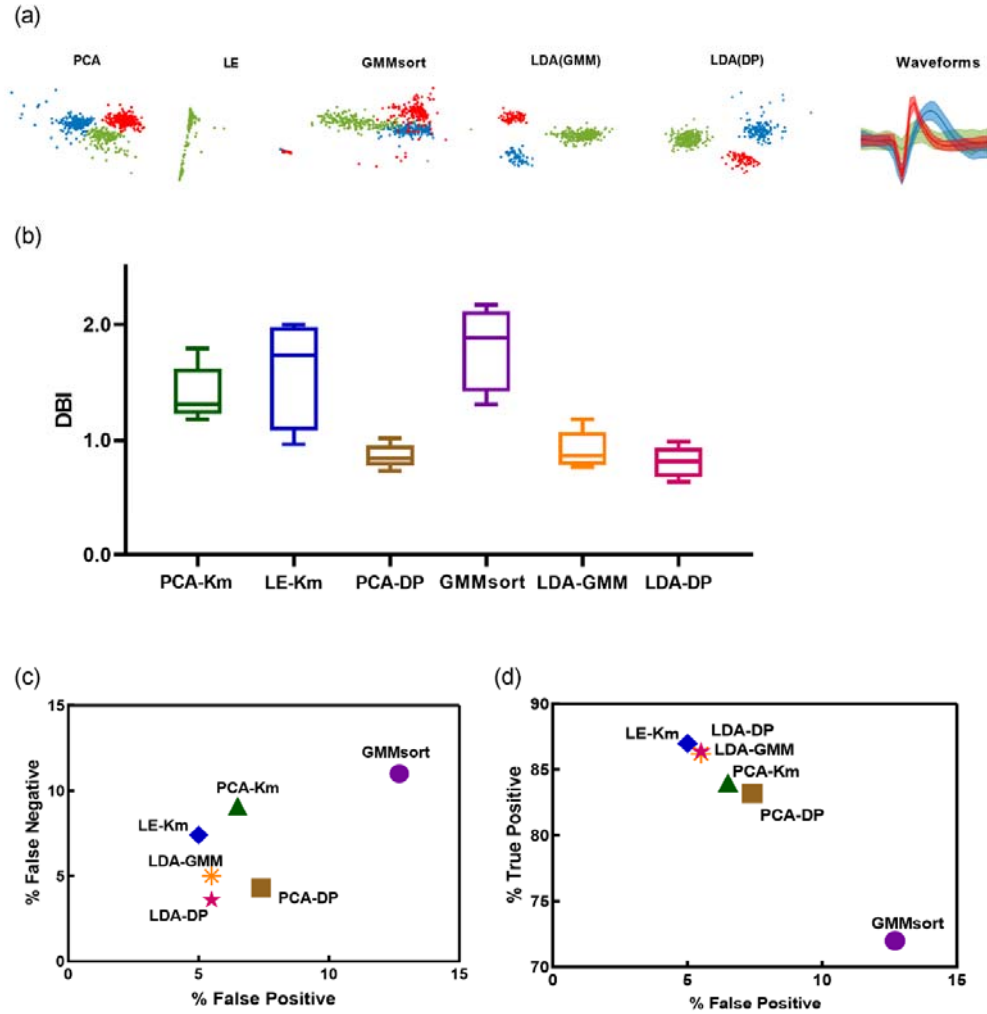 (a)
PCA LE GMMsort LDA(GMM) LDA(DP) Waveforms
(b)
DBI
2.0
1.0
0.0
PCA-Km LE-Km PCA-DP GMMsort LDA-GMM LDA-DP
(c)
% False Negative
15
10
5
0
0 5 10 15
% False Positive
GMMsort
PCA-Km
LE-Km
LDA-GMM
PCA-DP
LDA-DP
(d)
% True Positive
90
85
80
75
70
0 5 10 15
% False Positive
LE-Km
LDA-DP
LDA-GMM
PCA-Km
PCA-DP
GMMsort